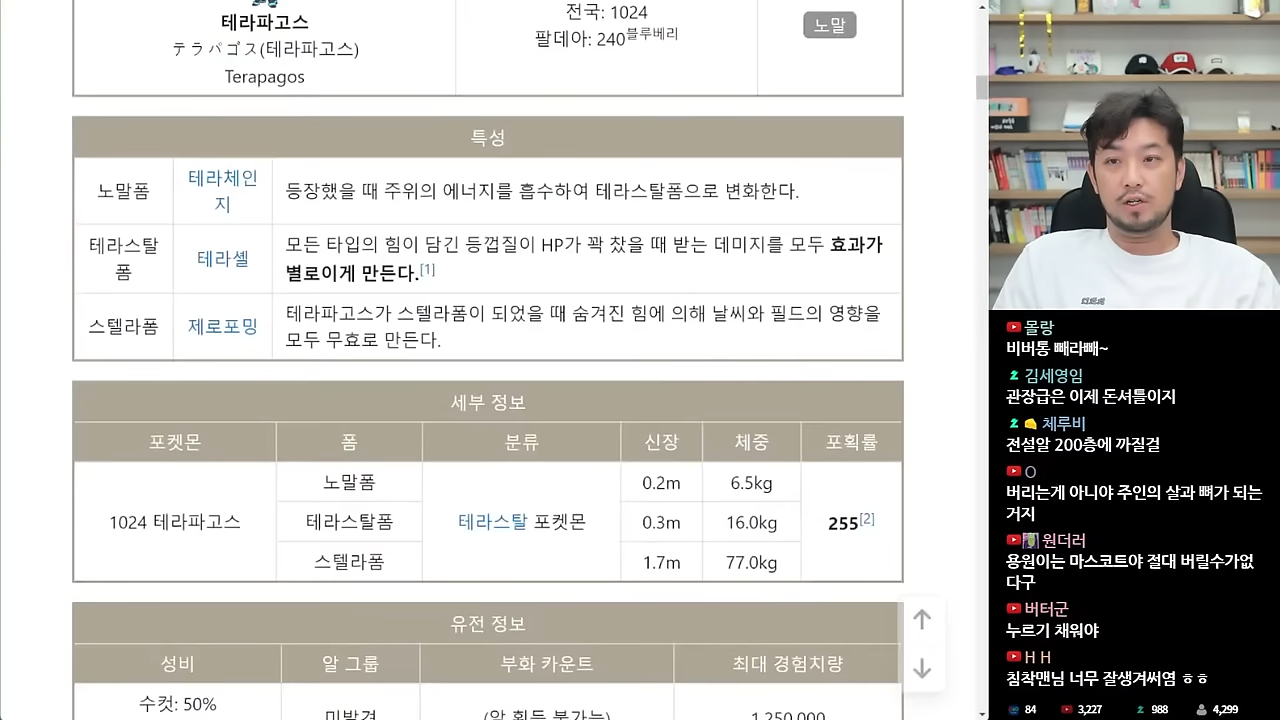 테라파고스
テラパゴス(테라파고스)
Terapagos
전국: 1024
팔데아: 240블루베리
노말
특성
노말폼
테라체인
지
등장했을 때 주위의 에너지를 흡수하여 테라스탈폼으로 변화한다.
테라스탈
폼
테라셸
모든 타입의 힘이 담긴 등껍질이 HP가 꽉 찼을 때 받는 데미지를 모두 효과가
별로이게 만든다.[1]
스텔라폼
제로포밍
테라파고스가 스텔라폼이 되었을 때 숨겨진 힘에 의해 날씨와 필드의 영향을
모두 무효로 만든다.
세부 정보
포켓몬 폼 분류 신장 체중 포획률
1024 테라파고스
노말폼
테라스탈폼
스텔라폼
테라스탈 포켓몬
0.2m 6.5kg
0.3m 16.0kg
1.7m 77.0kg
255[2]
유전 정보
성비 알 그룹 부화 카운트 최대 경험치량
수컷: 50%
미발견
(알 획득 불가능)
1,250,000
몰랑
비버통 빼라빼~
김세영임
관장급은 이제 돈셔틀이지
체루비
전설알 200층에 까질걸
O
버리는게 아니야 주인의 살과 뼈가 되는
거지
원더러
용원이는 마스코트야 절대 버릴수가없
다구
버터군
누르기 채워야
H H
침착맨님 너무 잘생겨써염 ㅎㅎ
84 3,227 988 4,299